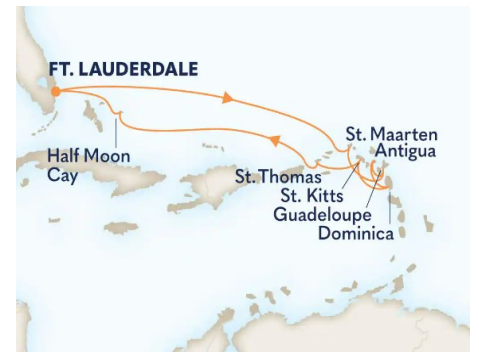 FT. LAUDERDALE
St. Maarten
Antigua
Half Moon
Cay
St. Thomas
St. Kitts
Guadeloupe
Dominica